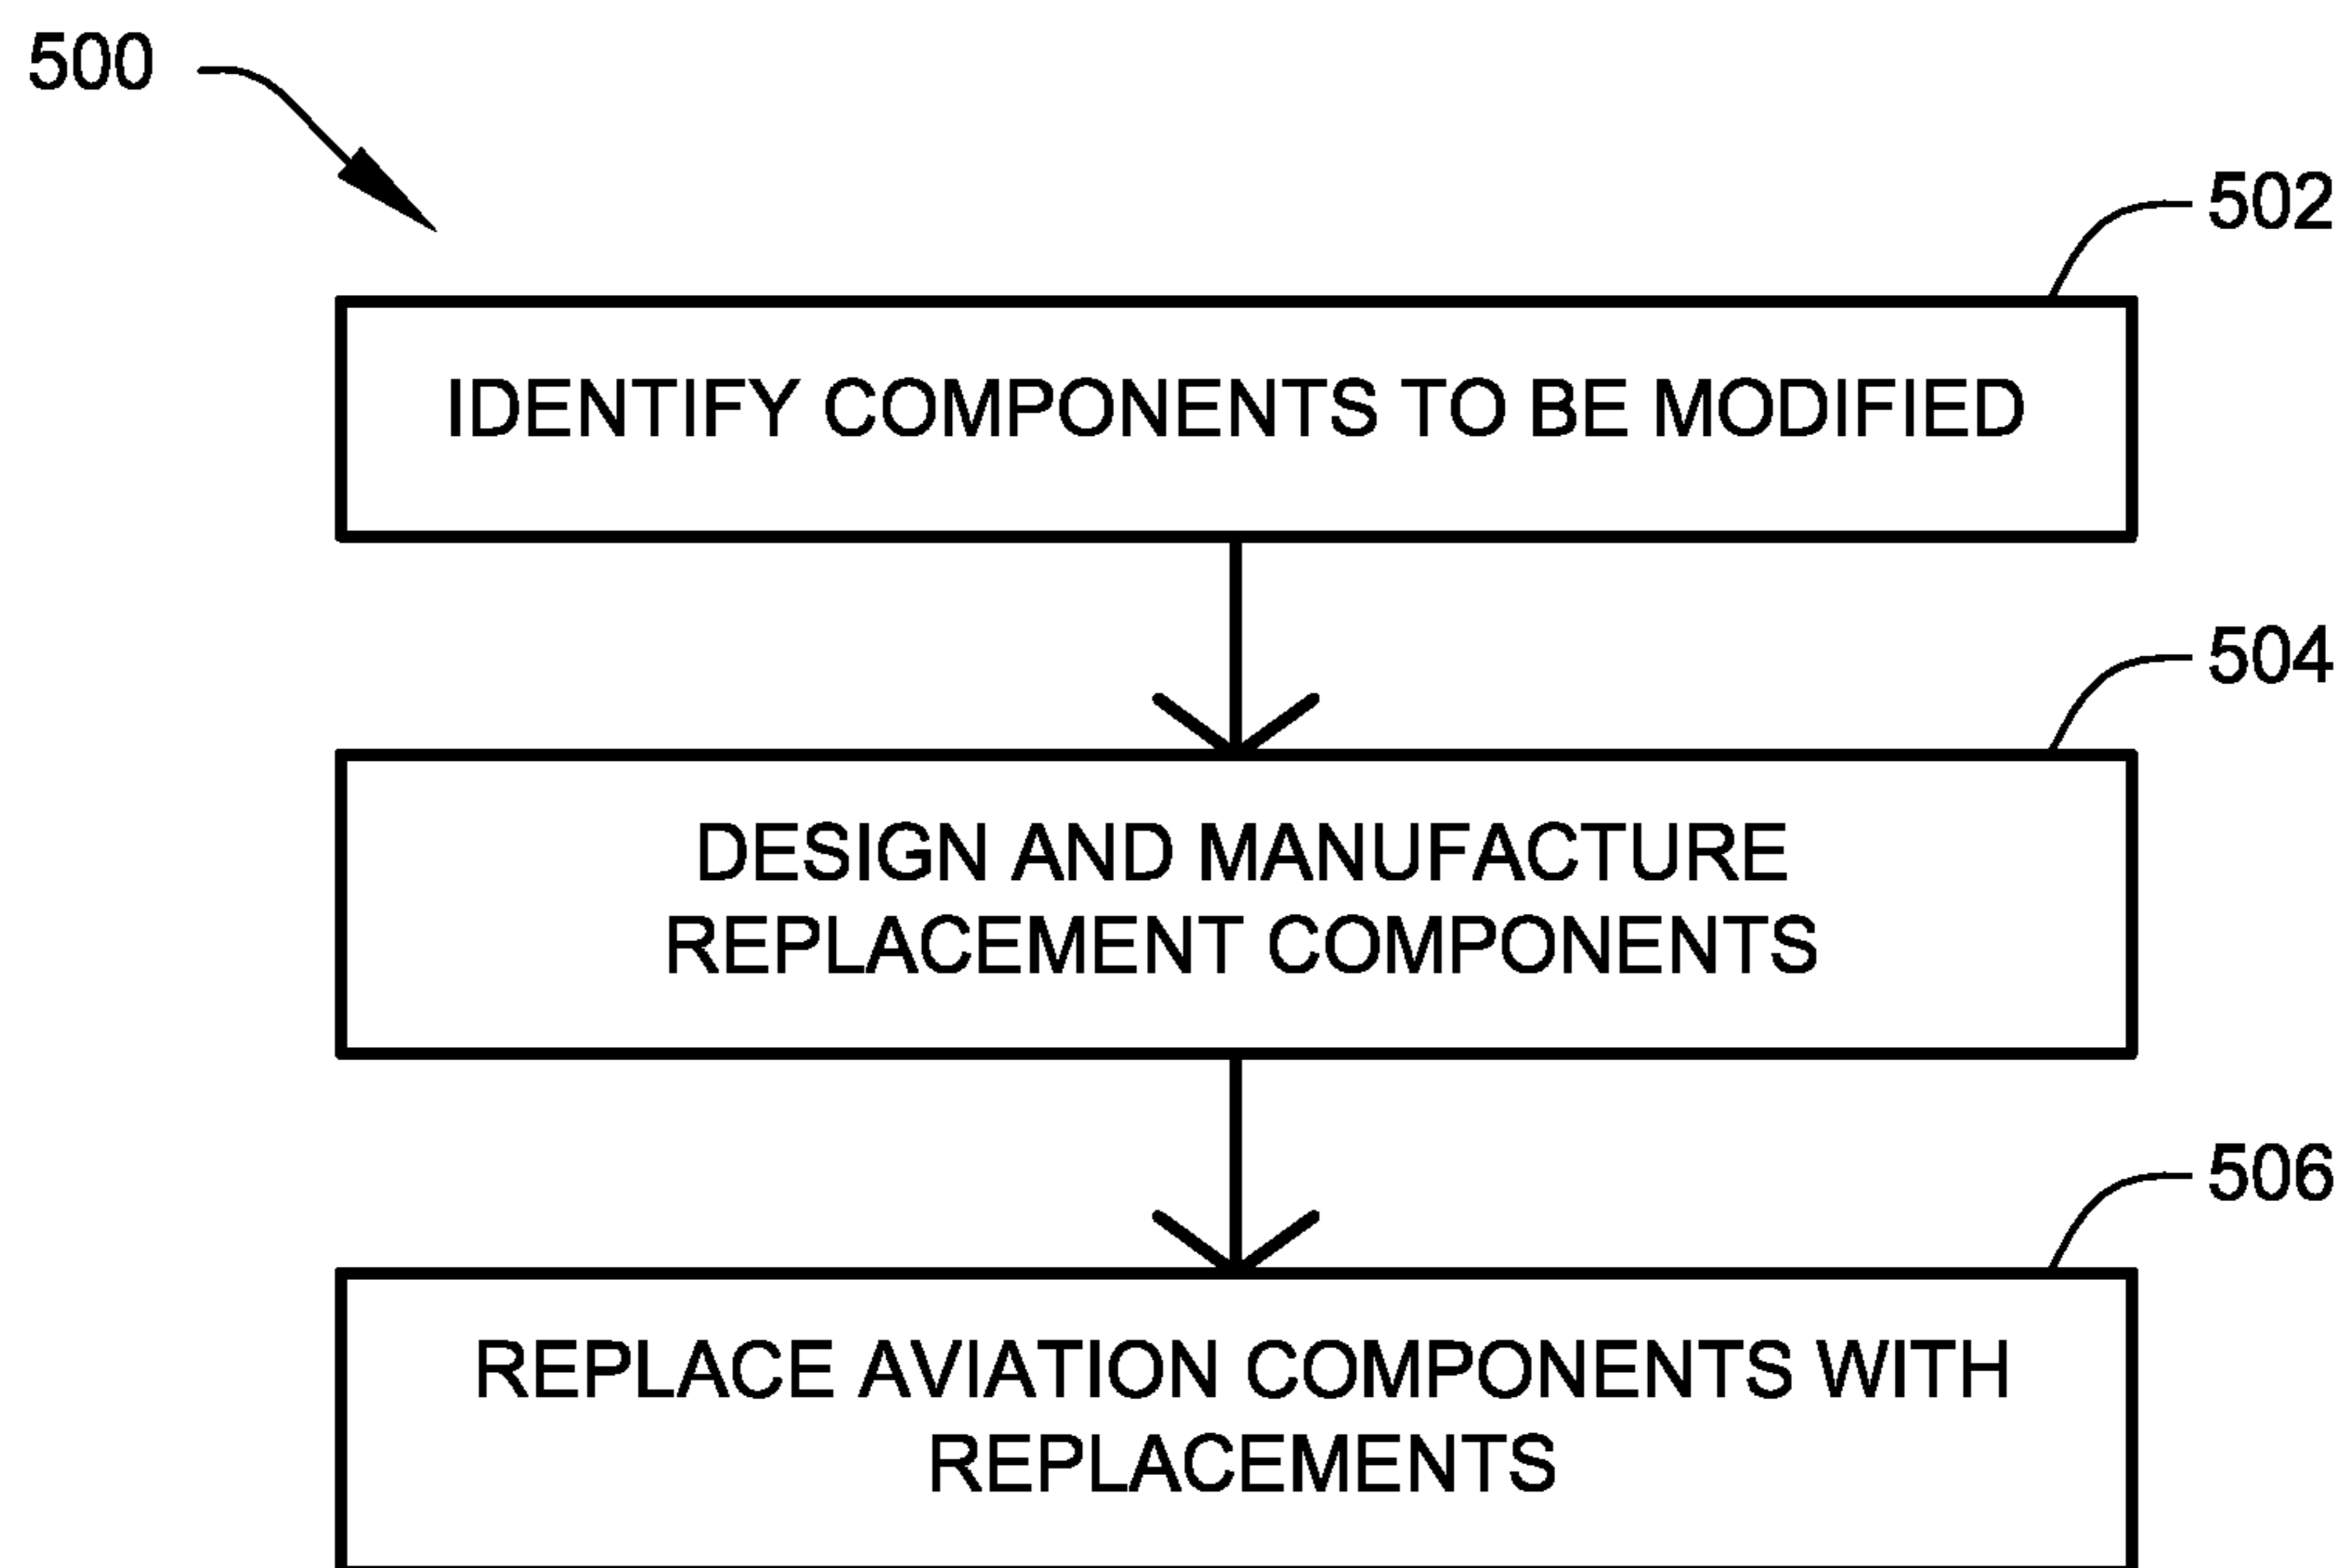 500
502
IDENTIFY COMPONENTS TO BE MODIFIED
504
DESIGN AND MANUFACTURE
REPLACEMENT COMPONENTS
506
REPLACE AVIATION COMPONENTS WITH
REPLACEMENTS